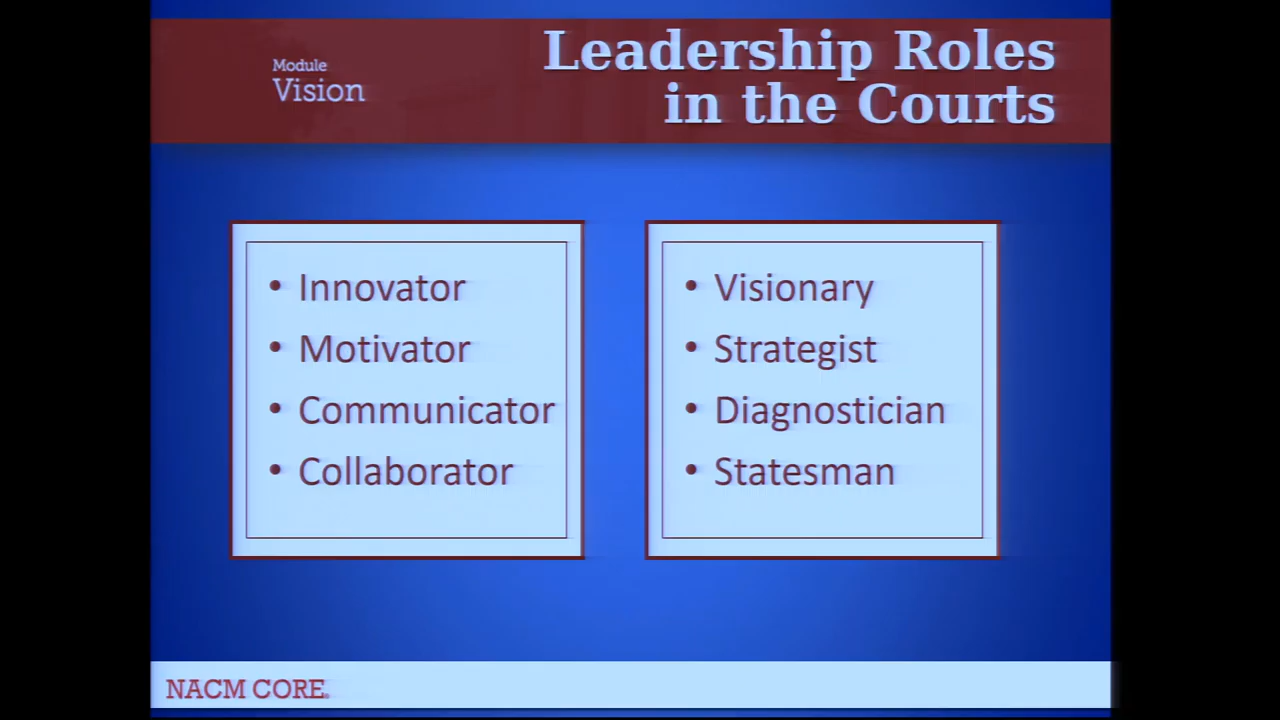 Module
Vision
Leadership Roles
in the Courts
• Innovator
• Motivator
• Communicator
• Collaborator
• Visionary
• Strategist
• Diagnostician
• Statesman
NACM CORE®